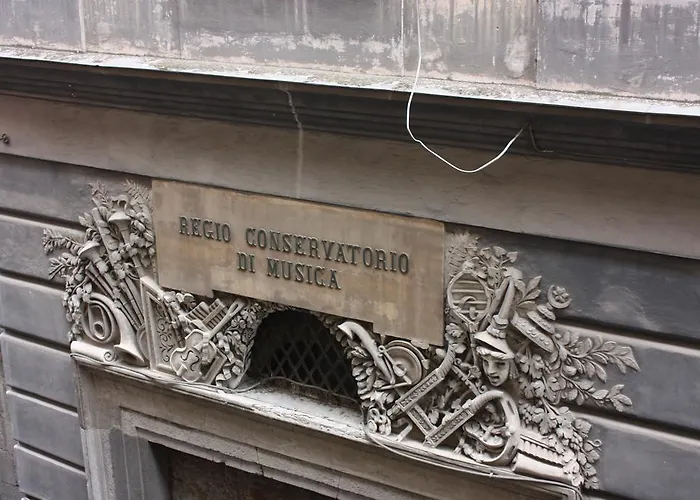 REGIO CONSERVATORIO
DI MUSICA